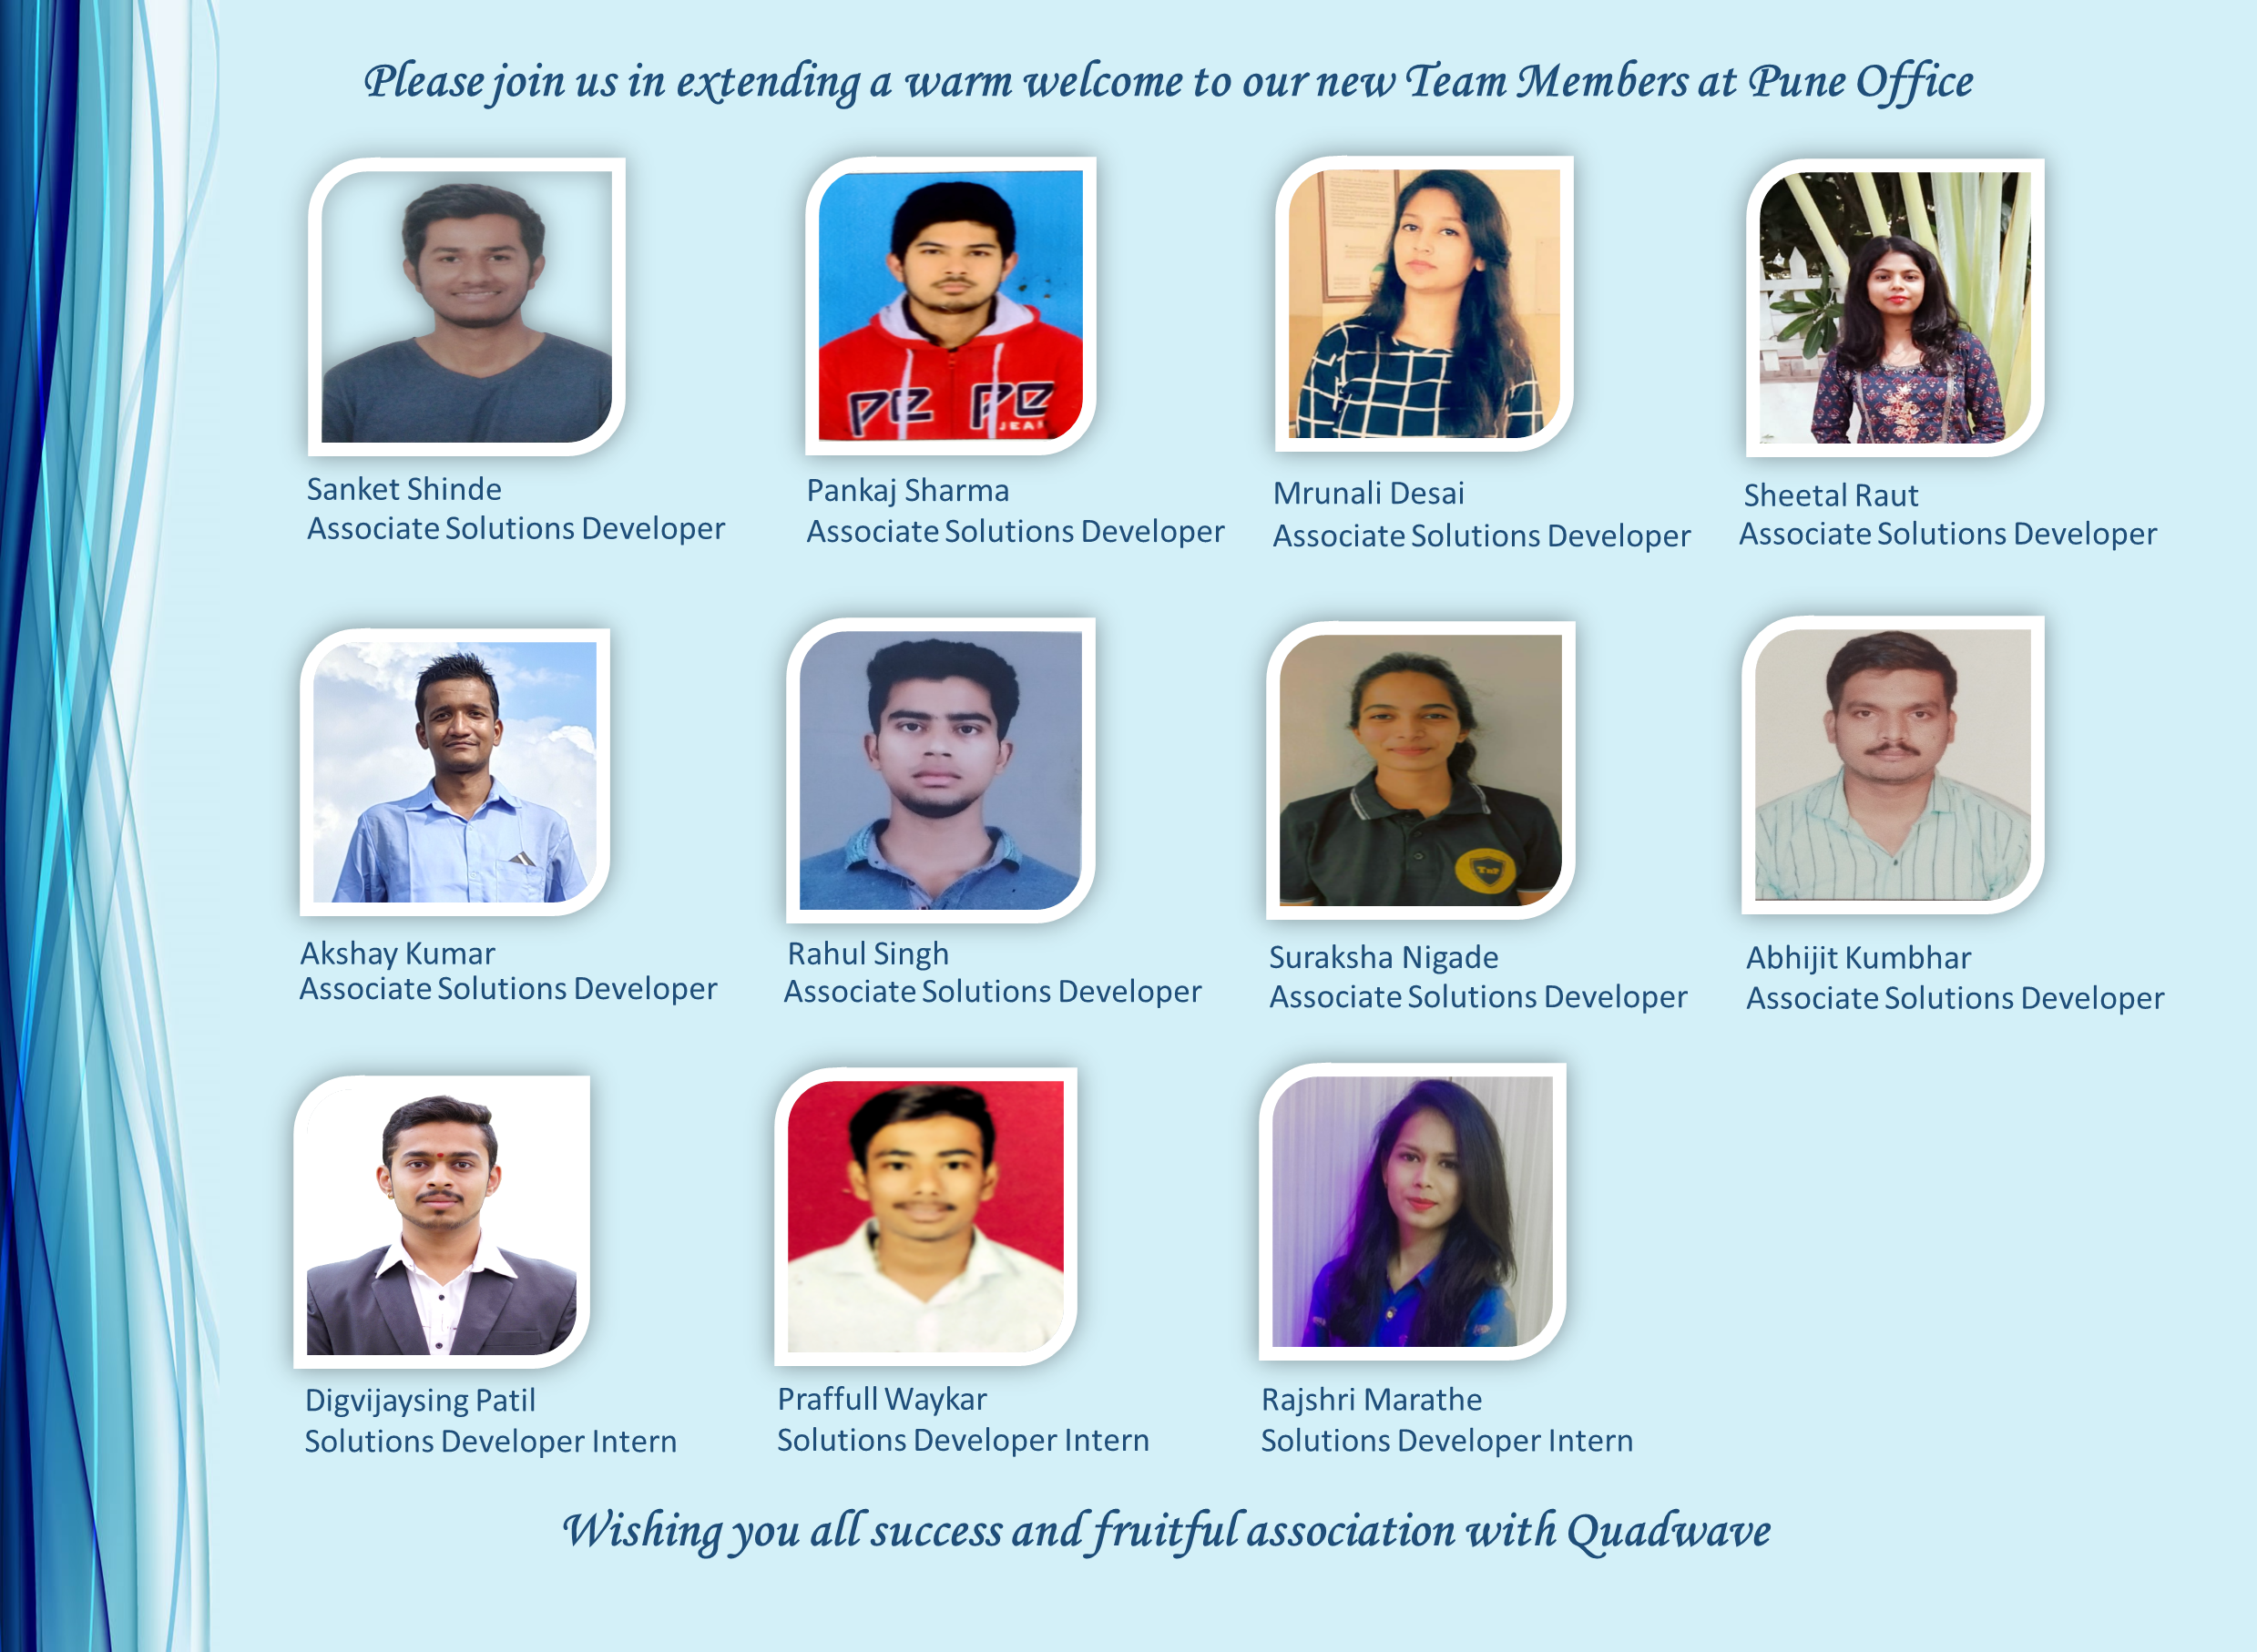 Please join us in extending a warm welcome to our new Team Members at Pune Office
PE PE
JEAN
Sanket Shinde
Associate Solutions Developer
Pankaj Sharma
Associate Solutions Developer
Mrunali Desai
Associate Solutions Developer
Sheetal Raut
Associate Solutions Developer
TnP
Akshay Kumar
Associate Solutions Developer
Rahul Singh
Associate Solutions Developer
Suraksha Nigade
Associate Solutions Developer
Abhijit Kumbhar
Associate Solutions Developer
Digvijaysing Patil
Solutions Developer Intern
Praffull Waykar
Solutions Developer Intern
Rajshri Marathe
Solutions Developer Intern
Wishing you all success and fruitful association with Quadwave